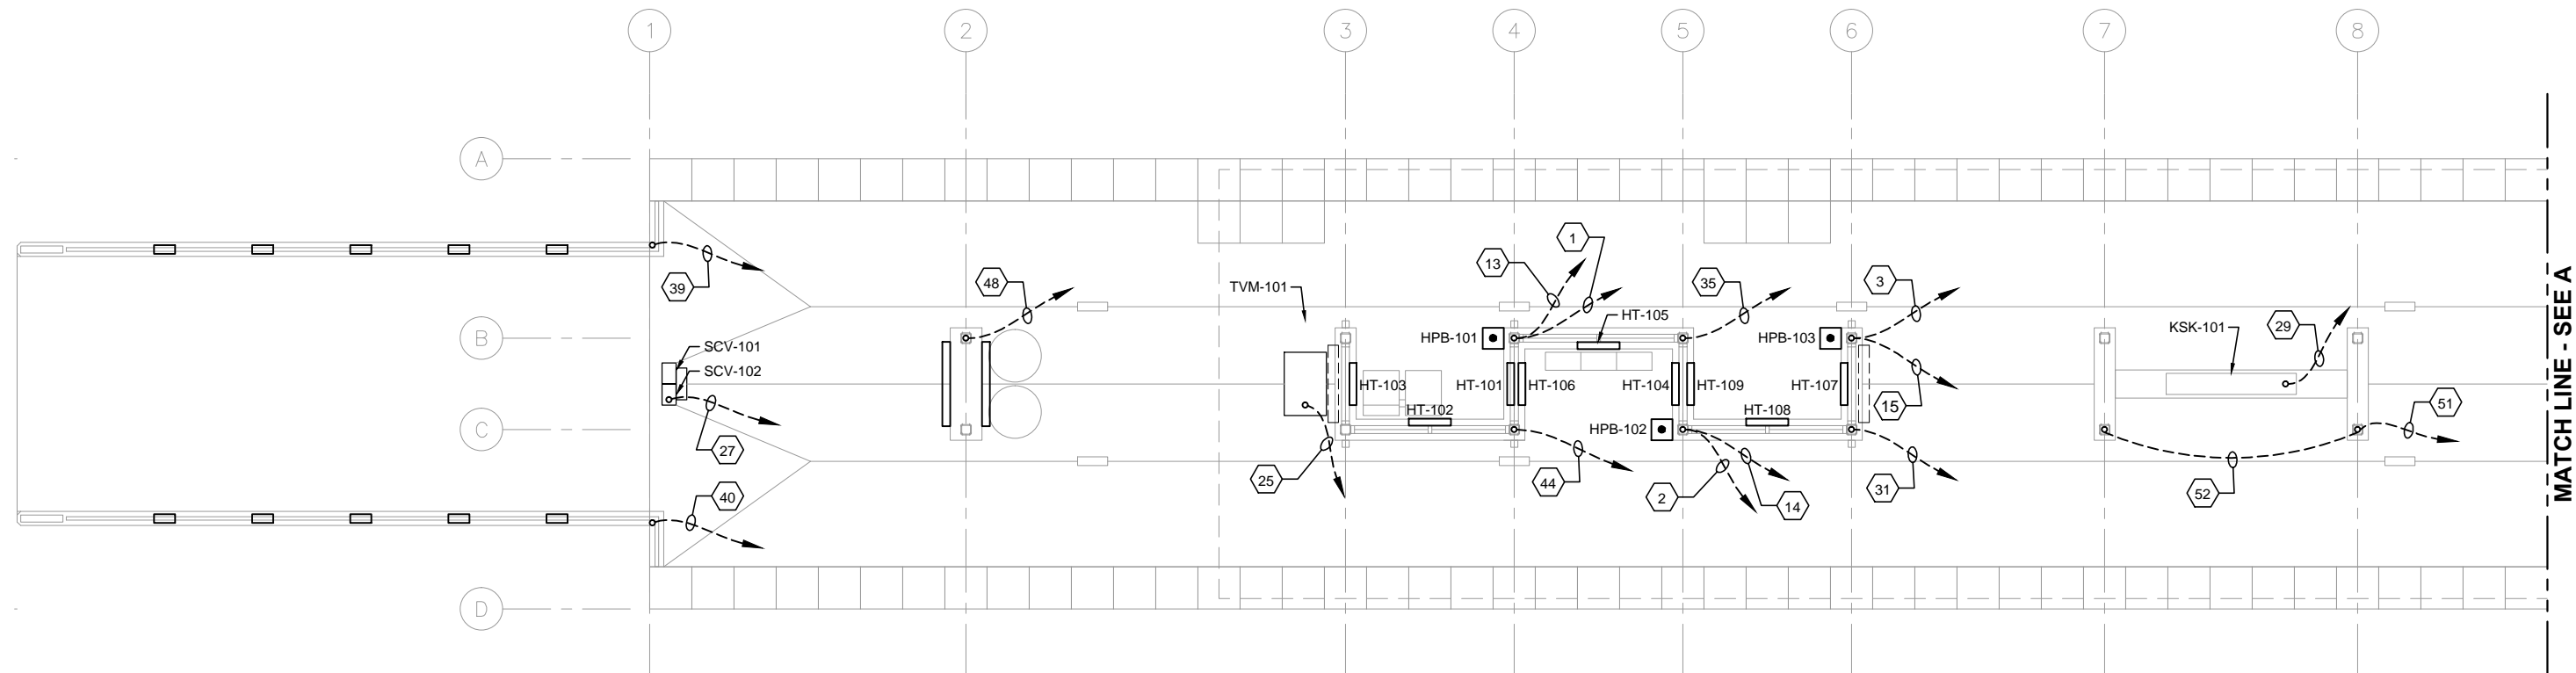 1
2
3
4
5
6
7
8
A
B
C
D
39
48
13
1
35
3
29
TVM-101
HT-105
KSK-101
HPB-101
HPB-103
SCV-101
SCV-102
HT-103
HT-101
HT-106
HT-104
HT-109
HT-107
HT-102
HT-108
15
51
HPB-102
27
25
44
2
14
31
52
40
MATCH LINE - SEE A